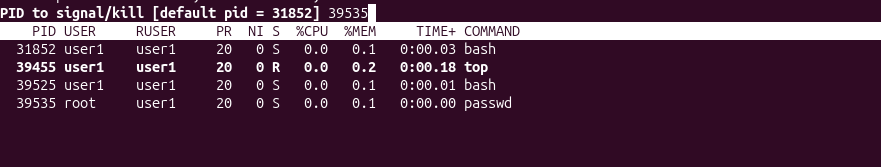 PID to signal/kill [default pid = 31852] 39535
PID USER RUSER PR NI S %CPU %MEM TIME+ COMMAND
31852 user1 user1 20 0 S 0.0 0.1 0:00.03 bash
39455 user1 user1 20 0 R 0.0 0.2 0:00.18 top
39525 user1 user1 20 0 S 0.0 0.1 0:00.01 bash
39535 root user1 20 0 S 0.0 0.1 0:00.00 passwd